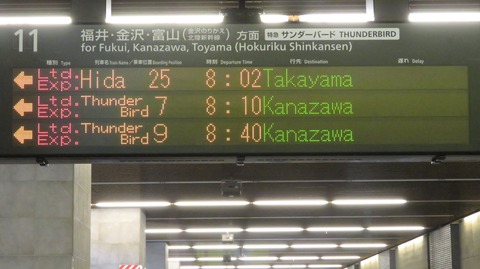 11 福井・金沢・富山(金沢のりかえ 北陸新幹線)方面 特急 サンダーバード THUNDERBIRD
for Fukui, Kanazawa, Toyama (Hokuriku Shinkansen)
種別 Type 列車名 Train Name / 乗車位置 Boarding Position 時刻 Departure Time 行先 Destination 遅れ Delay
← Ltd. Exp. Hida 25 8:02 Takayama
← Ltd. Exp. Thunder Bird 7 8:10 Kanazawa
← Ltd. Exp. Thunder Bird 9 8:40 Kanazawa